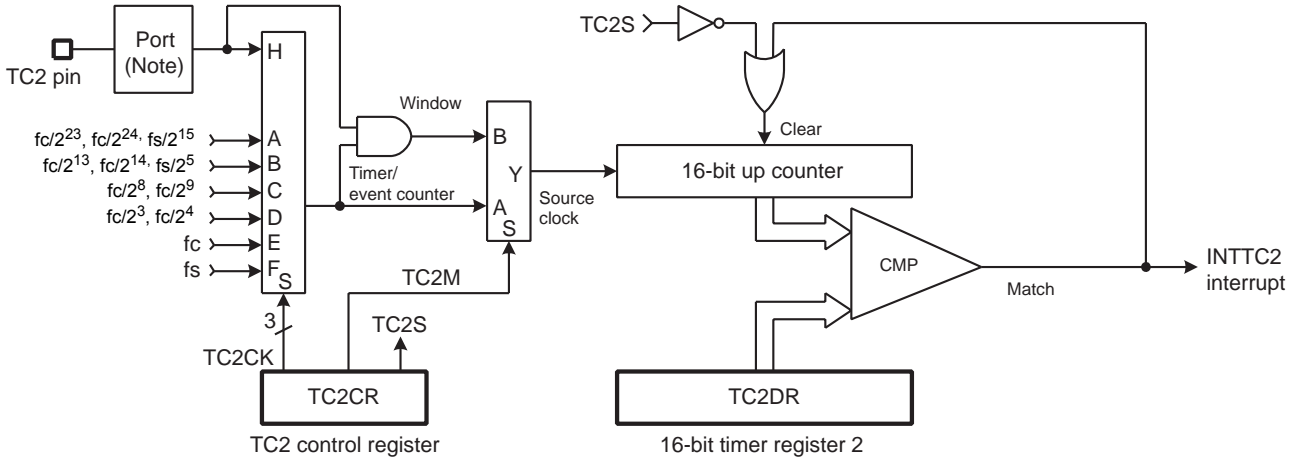 TC2 pin
Port
(Note)
H
fc/2^23, fc/2^24, fs/2^15
A
fc/2^13, fc/2^14, fs/2^5
B
fc/2^8, fc/2^9
C
fc/2^3, fc/2^4
D
fc
E
fs
F
S
3
TC2CK
TC2CR
TC2 control register
Window
Timer/
event counter
B
Y
A
S
TC2M
TC2S
Source
clock
TC2S
Clear
16-bit up counter
CMP
Match
INTTC2
interrupt
TC2DR
16-bit timer register 2